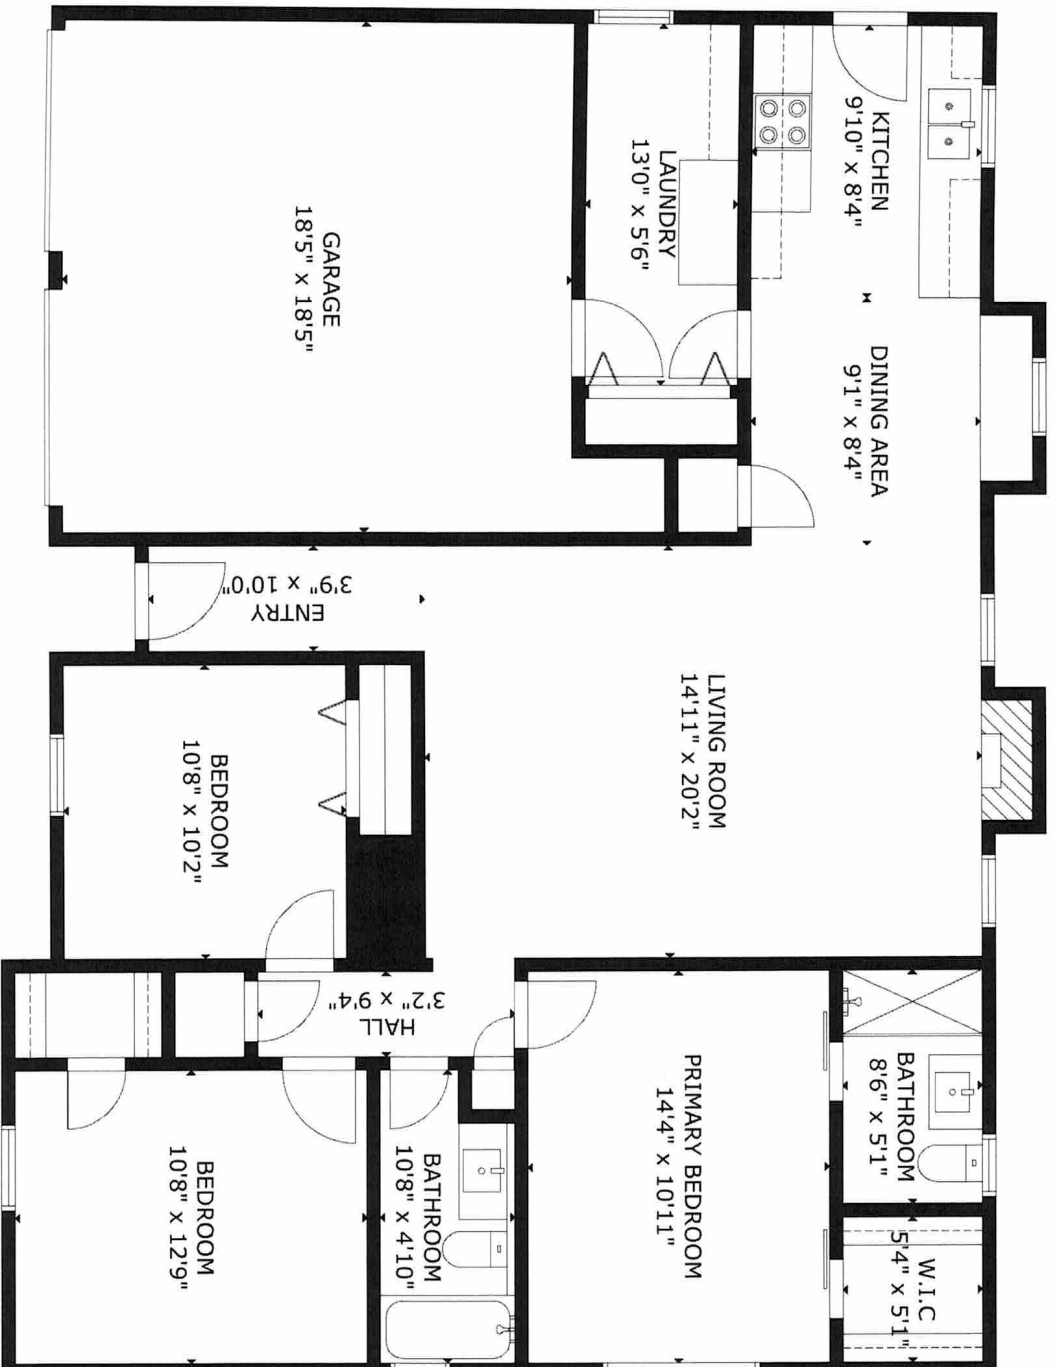 KITCHEN
9'10" x 8'4"
LAUNDRY
13'0" x 5'6"
GARAGE
18'5" x 18'5"
DINING AREA
9'1" x 8'4"
ENTRY
3'9" x 10'0"
LIVING ROOM
14'11" x 20'2"
BEDROOM
10'8" x 10'2"
HALL
3'2" x 9'4"
PRIMARY BEDROOM
14'4" x 10'11"
BATHROOM
8'6" x 5'1"
BEDROOM
10'8" x 12'9"
BATHROOM
10'8" x 4'10"
W.I.C
5'4" x 5'1"